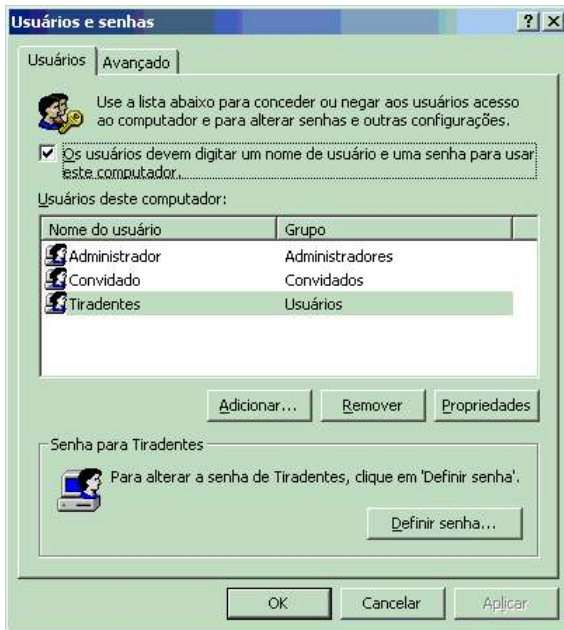 Usuários e senhas
? X
Usuários
Avançado
Use a lista abaixo para conceder ou negar aos usuários acesso
ao computador e para alterar senhas e outras configurações.
Os usuários devem digitar um nome de usuário e uma senha para usar
este computador.
Usuários deste computador:
Nome do usuário Grupo
Administrador Administradores
Convidado Convidados
Tiradentes Usuários
Adicionar... Remover Propriedades
Senha para Tiradentes
Para alterar a senha de Tiradentes, clique em 'Definir senha'.
Definir senha...
OK Cancelar Aplicar